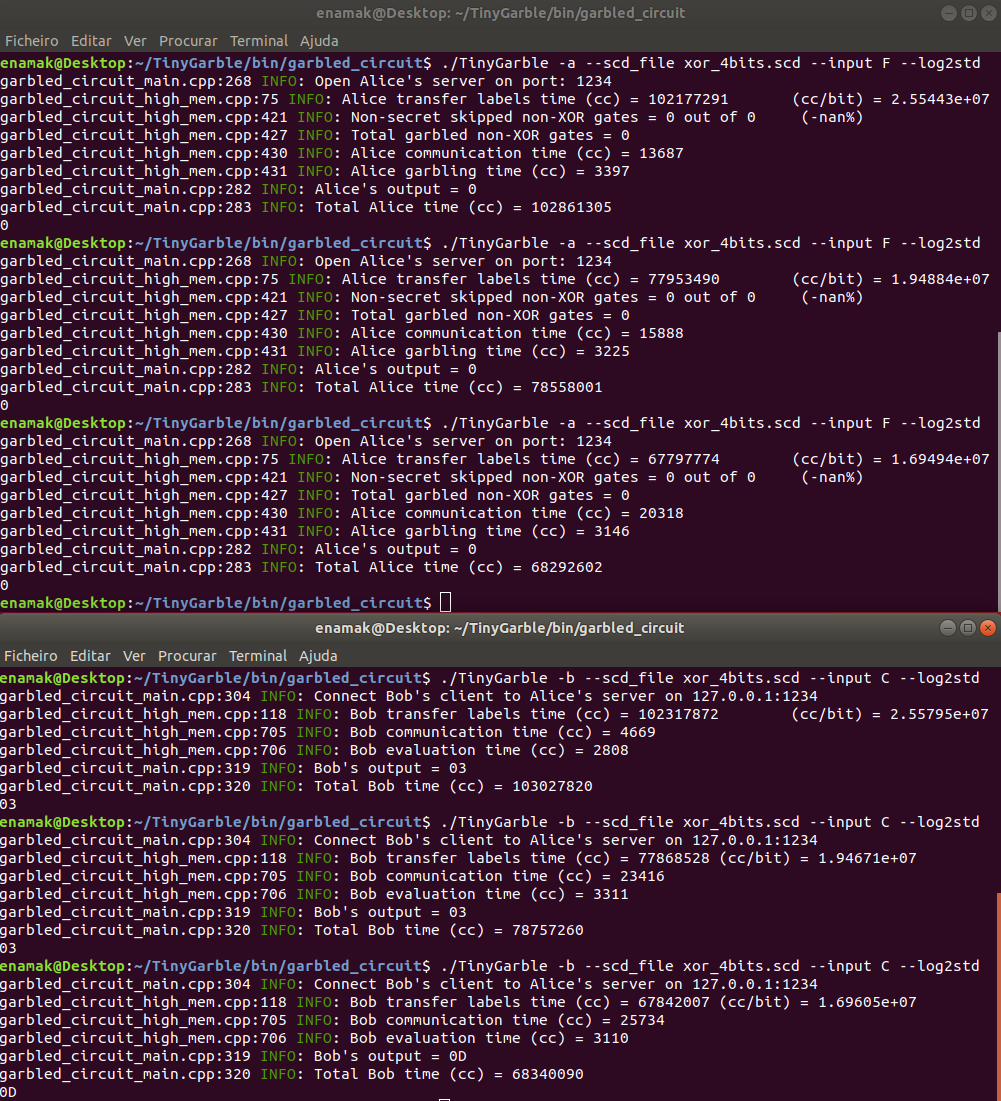 enamak@Desktop: ~/TinyGarble/bin/garbled_circuit
Ficheiro Editar Ver Procurar Terminal Ajuda
enamak@Desktop:~/TinyGarble/bin/garbled_circuit$ ./TinyGarble -a --scd_file xor_4bits.scd --input F --log2std
garbled_circuit_main.cpp:268 INFO: Open Alice's server on port: 1234
garbled_circuit_high_mem.cpp:75 INFO: Alice transfer labels time (cc) = 102177291 (cc/bit) = 2.55443e+07
garbled_circuit_high_mem.cpp:421 INFO: Non-secret skipped non-XOR gates = 0 out of 0 (-nan%)
garbled_circuit_high_mem.cpp:427 INFO: Total garbled non-XOR gates = 0
garbled_circuit_high_mem.cpp:430 INFO: Alice communication time (cc) = 13687
garbled_circuit_high_mem.cpp:431 INFO: Alice garbling time (cc) = 3397
garbled_circuit_main.cpp:282 INFO: Alice's output = 0
garbled_circuit_main.cpp:283 INFO: Total Alice time (cc) = 102861305
0
enamak@Desktop:~/TinyGarble/bin/garbled_circuit$ ./TinyGarble -a --scd_file xor_4bits.scd --input F --log2std
garbled_circuit_main.cpp:268 INFO: Open Alice's server on port: 1234
garbled_circuit_high_mem.cpp:75 INFO: Alice transfer labels time (cc) = 77953490 (cc/bit) = 1.94884e+07
garbled_circuit_high_mem.cpp:421 INFO: Non-secret skipped non-XOR gates = 0 out of 0 (-nan%)
garbled_circuit_high_mem.cpp:427 INFO: Total garbled non-XOR gates = 0
garbled_circuit_high_mem.cpp:430 INFO: Alice communication time (cc) = 15888
garbled_circuit_high_mem.cpp:431 INFO: Alice garbling time (cc) = 3225
garbled_circuit_main.cpp:282 INFO: Alice's output = 0
garbled_circuit_main.cpp:283 INFO: Total Alice time (cc) = 78558001
0
enamak@Desktop:~/TinyGarble/bin/garbled_circuit$ ./TinyGarble -a --scd_file xor_4bits.scd --input F --log2std
garbled_circuit_main.cpp:268 INFO: Open Alice's server on port: 1234
garbled_circuit_high_mem.cpp:75 INFO: Alice transfer labels time (cc) = 67797774 (cc/bit) = 1.69494e+07
garbled_circuit_high_mem.cpp:421 INFO: Non-secret skipped non-XOR gates = 0 out of 0 (-nan%)
garbled_circuit_high_mem.cpp:427 INFO: Total garbled non-XOR gates = 0
garbled_circuit_high_mem.cpp:430 INFO: Alice communication time (cc) = 20318
garbled_circuit_high_mem.cpp:431 INFO: Alice garbling time (cc) = 3146
garbled_circuit_main.cpp:282 INFO: Alice's output = 0
garbled_circuit_main.cpp:283 INFO: Total Alice time (cc) = 68292602
0
enamak@Desktop:~/TinyGarble/bin/garbled_circuit$
enamak@Desktop: ~/TinyGarble/bin/garbled_circuit
Ficheiro Editar Ver Procurar Terminal Ajuda
enamak@Desktop:~/TinyGarble/bin/garbled_circuit$ ./TinyGarble -b --scd_file xor_4bits.scd --input C --log2std
garbled_circuit_main.cpp:304 INFO: Connect Bob's client to Alice's server on 127.0.0.1:1234
garbled_circuit_high_mem.cpp:118 INFO: Bob transfer labels time (cc) = 102317872 (cc/bit) = 2.55795e+07
garbled_circuit_high_mem.cpp:705 INFO: Bob communication time (cc) = 4669
garbled_circuit_high_mem.cpp:706 INFO: Bob evaluation time (cc) = 2808
garbled_circuit_main.cpp:319 INFO: Bob's output = 03
garbled_circuit_main.cpp:320 INFO: Total Bob time (cc) = 103027820
03
enamak@Desktop:~/TinyGarble/bin/garbled_circuit$ ./TinyGarble -b --scd_file xor_4bits.scd --input C --log2std
garbled_circuit_main.cpp:304 INFO: Connect Bob's client to Alice's server on 127.0.0.1:1234
garbled_circuit_high_mem.cpp:118 INFO: Bob transfer labels time (cc) = 77868528 (cc/bit) = 1.94671e+07
garbled_circuit_high_mem.cpp:705 INFO: Bob communication time (cc) = 23416
garbled_circuit_high_mem.cpp:706 INFO: Bob evaluation time (cc) = 3311
garbled_circuit_main.cpp:319 INFO: Bob's output = 03
garbled_circuit_main.cpp:320 INFO: Total Bob time (cc) = 78757260
03
enamak@Desktop:~/TinyGarble/bin/garbled_circuit$ ./TinyGarble -b --scd_file xor_4bits.scd --input C --log2std
garbled_circuit_main.cpp:304 INFO: Connect Bob's client to Alice's server on 127.0.0.1:1234
garbled_circuit_high_mem.cpp:118 INFO: Bob transfer labels time (cc) = 67842007 (cc/bit) = 1.69605e+07
garbled_circuit_high_mem.cpp:705 INFO: Bob communication time (cc) = 25734
garbled_circuit_high_mem.cpp:706 INFO: Bob evaluation time (cc) = 3110
garbled_circuit_main.cpp:319 INFO: Bob's output = 0D
garbled_circuit_main.cpp:320 INFO: Total Bob time (cc) = 68340090
0D